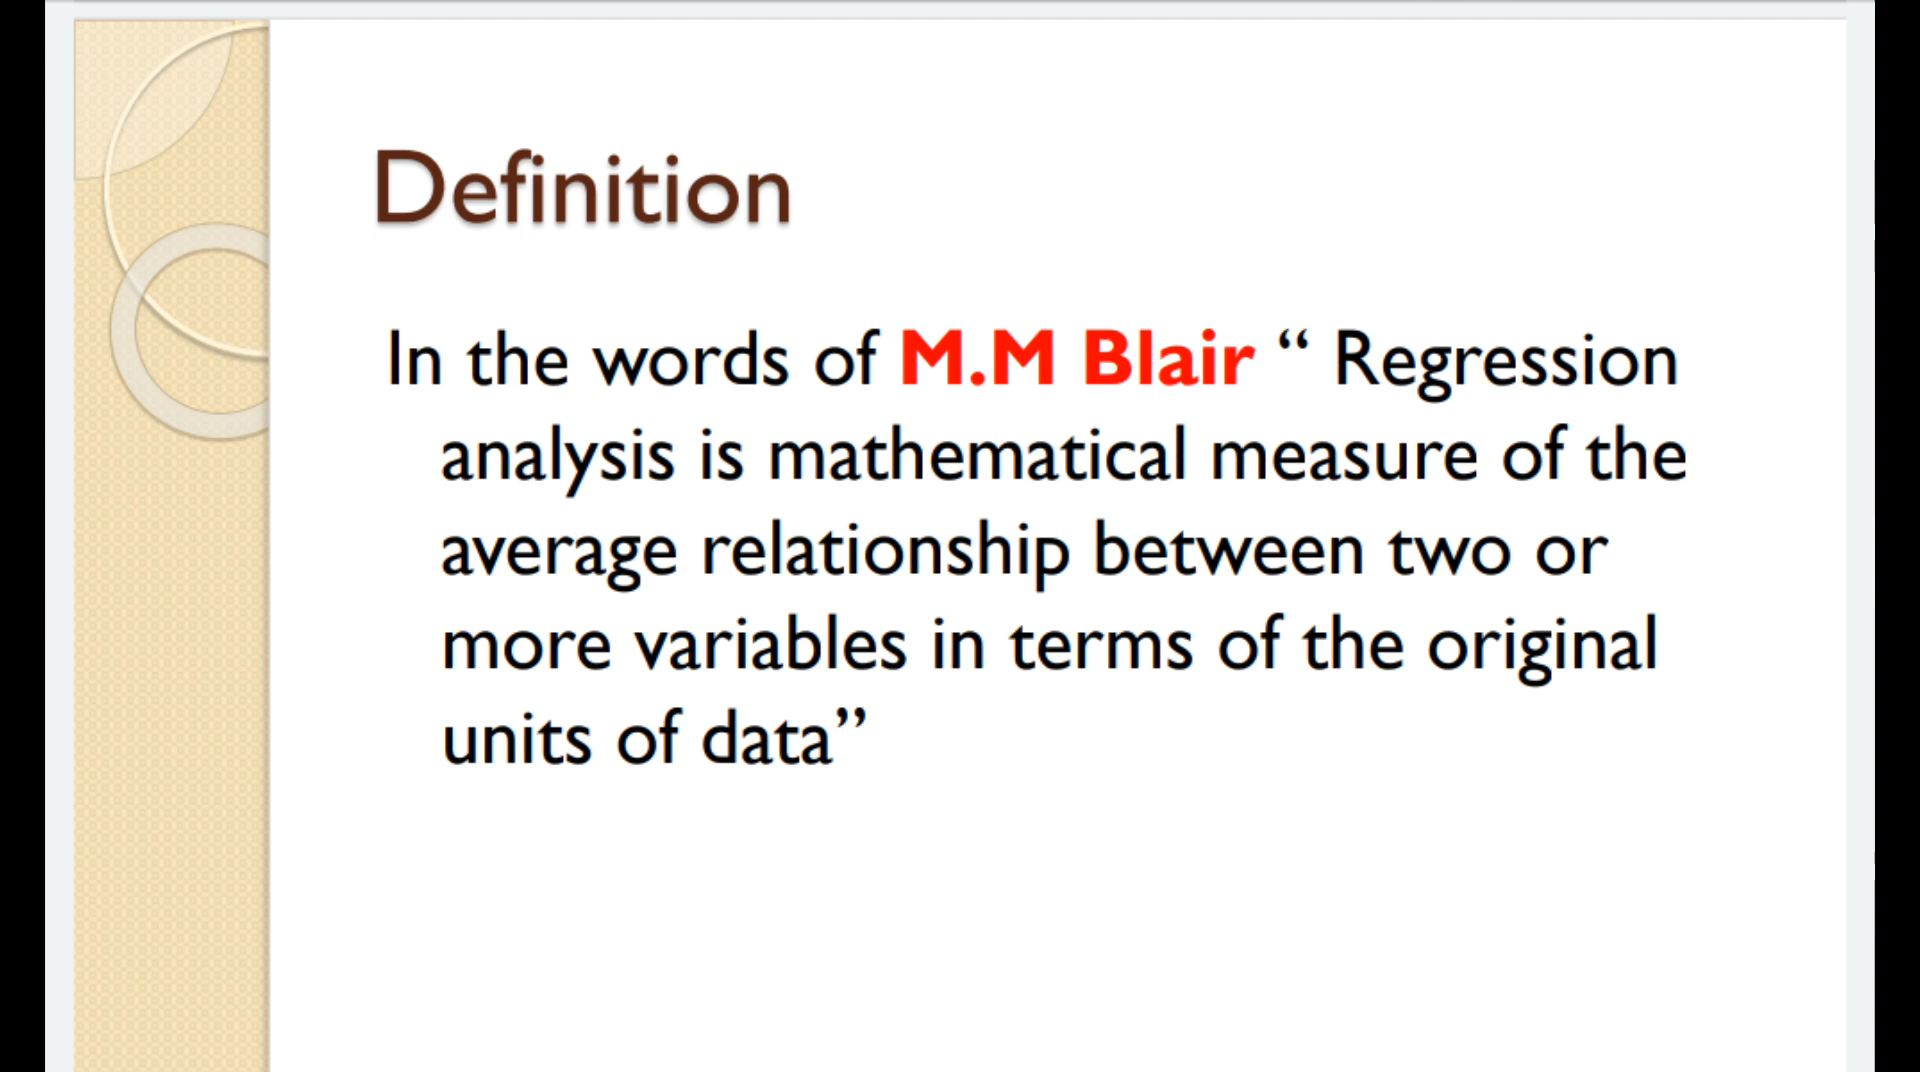 Definition
In the words of M.M Blair “ Regression
analysis is mathematical measure of the
average relationship between two or
more variables in terms of the original
units of data”